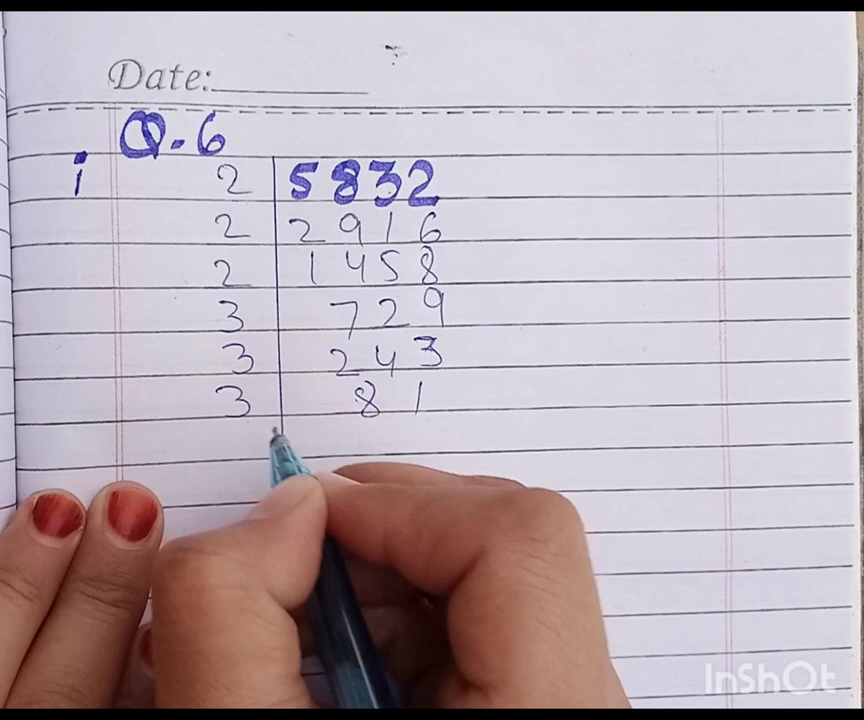 Date:
Q.6
i 2 5832
2 2916
2 1458
3 729
3 243
3 81
InShOt